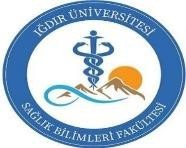 IĞDIR ÜNİVERSİTESİ
SAĞLIK BİLİMLERİ FAKÜLTESİ